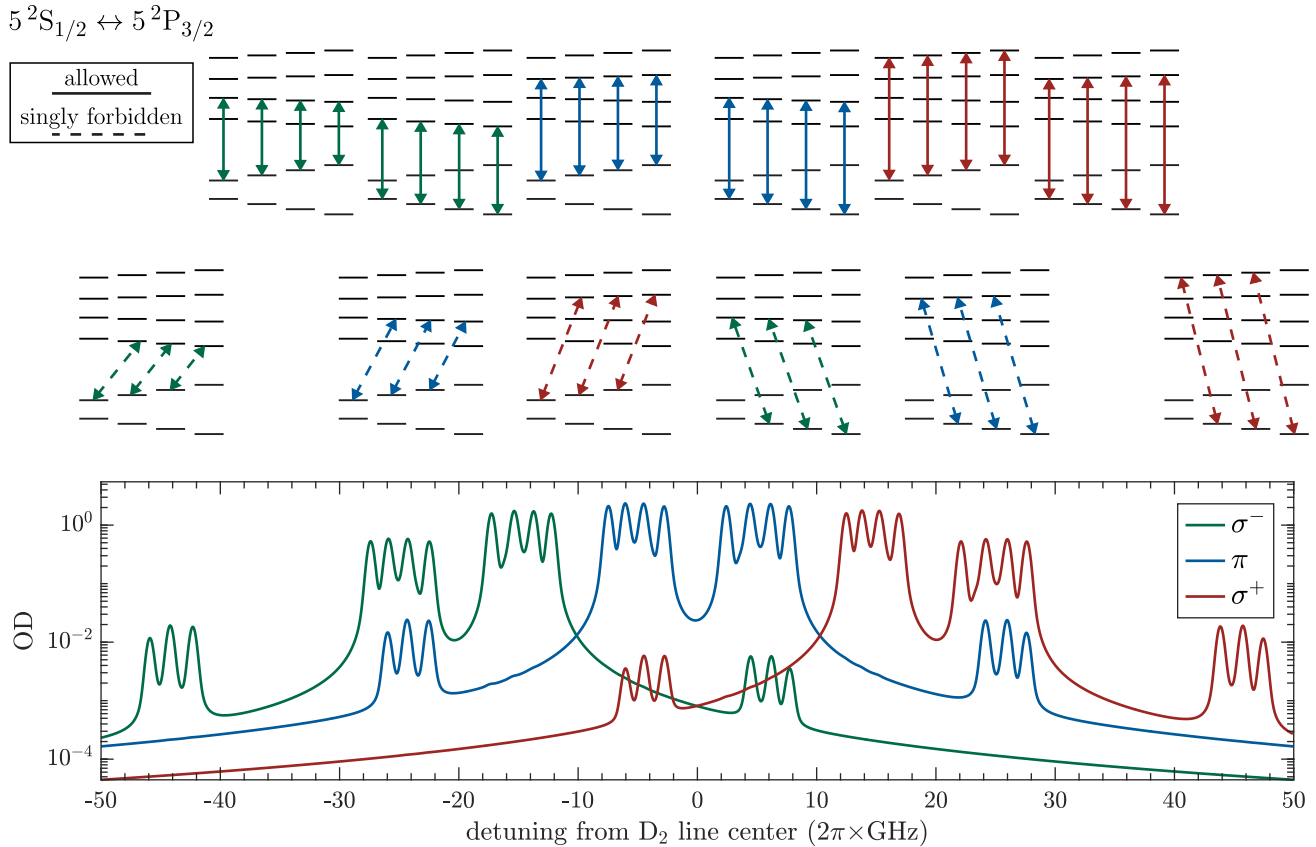 5 ²S₁/₂ ↔ 5 ²P₃/₂
allowed
singly forbidden
10⁰
10⁻²
10⁻⁴
OD
σ⁻
π
σ⁺
-50 -40 -30 -20 -10 0 10 20 30 40 50
detuning from D₂ line center (2π×GHz)